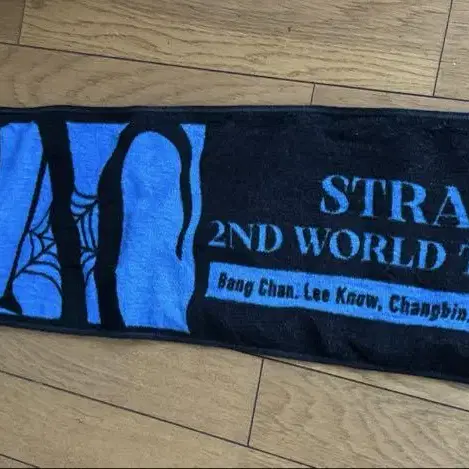 STRA
2ND WORLD T
Bang Chan, Lee Know, Changbin,